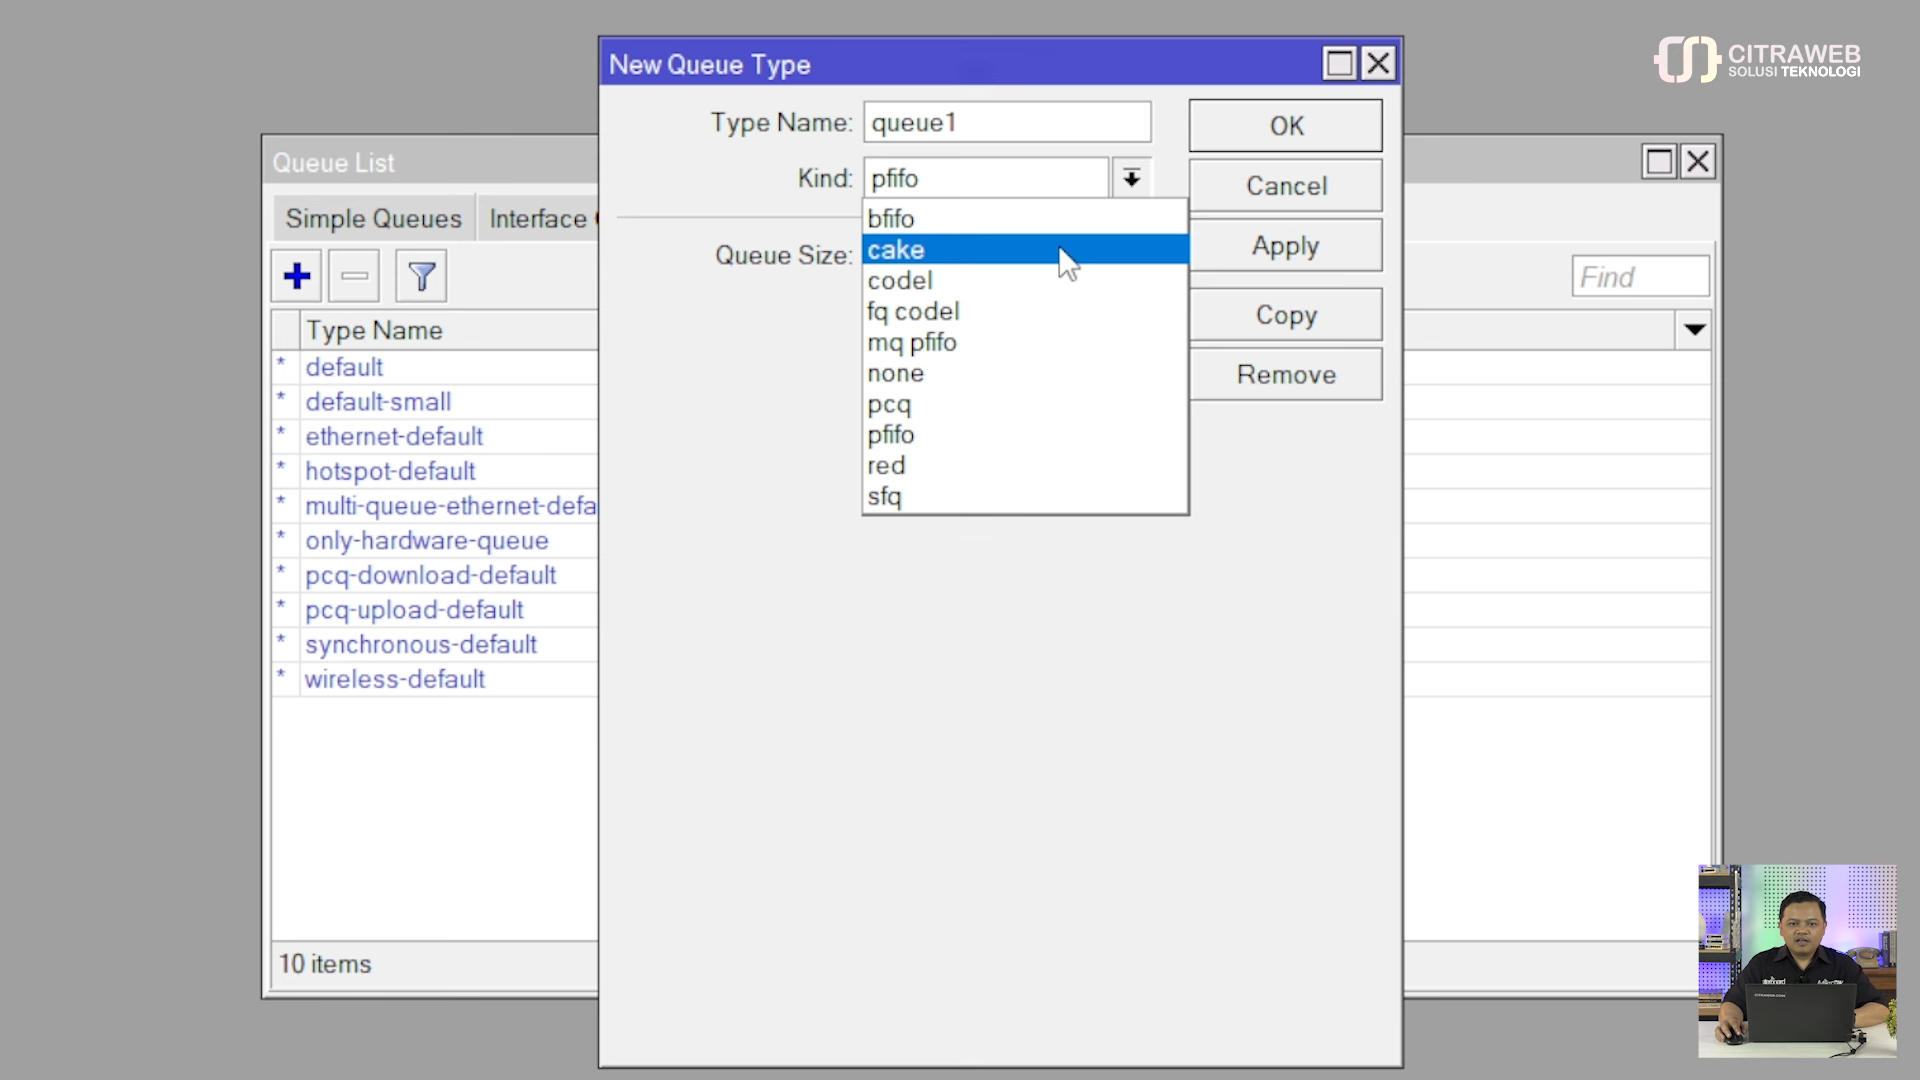 CITRAWEB
SOLUSI TEKNOLOGI
New Queue Type
Type Name: queue1
OK
Kind: pfifo
Cancel
bfifo
cake
codel
fq codel
mq pfifo
none
pcq
pfifo
red
sfq
Queue Size:
Apply
Copy
Remove
Queue List
Simple Queues
Interface
Find
Type Name
* default
* default-small
* ethernet-default
* hotspot-default
* multi-queue-ethernet-defa
* only-hardware-queue
* pcq-download-default
* pcq-upload-default
* synchronous-default
* wireless-default
10 items
CITRAWEB.COM